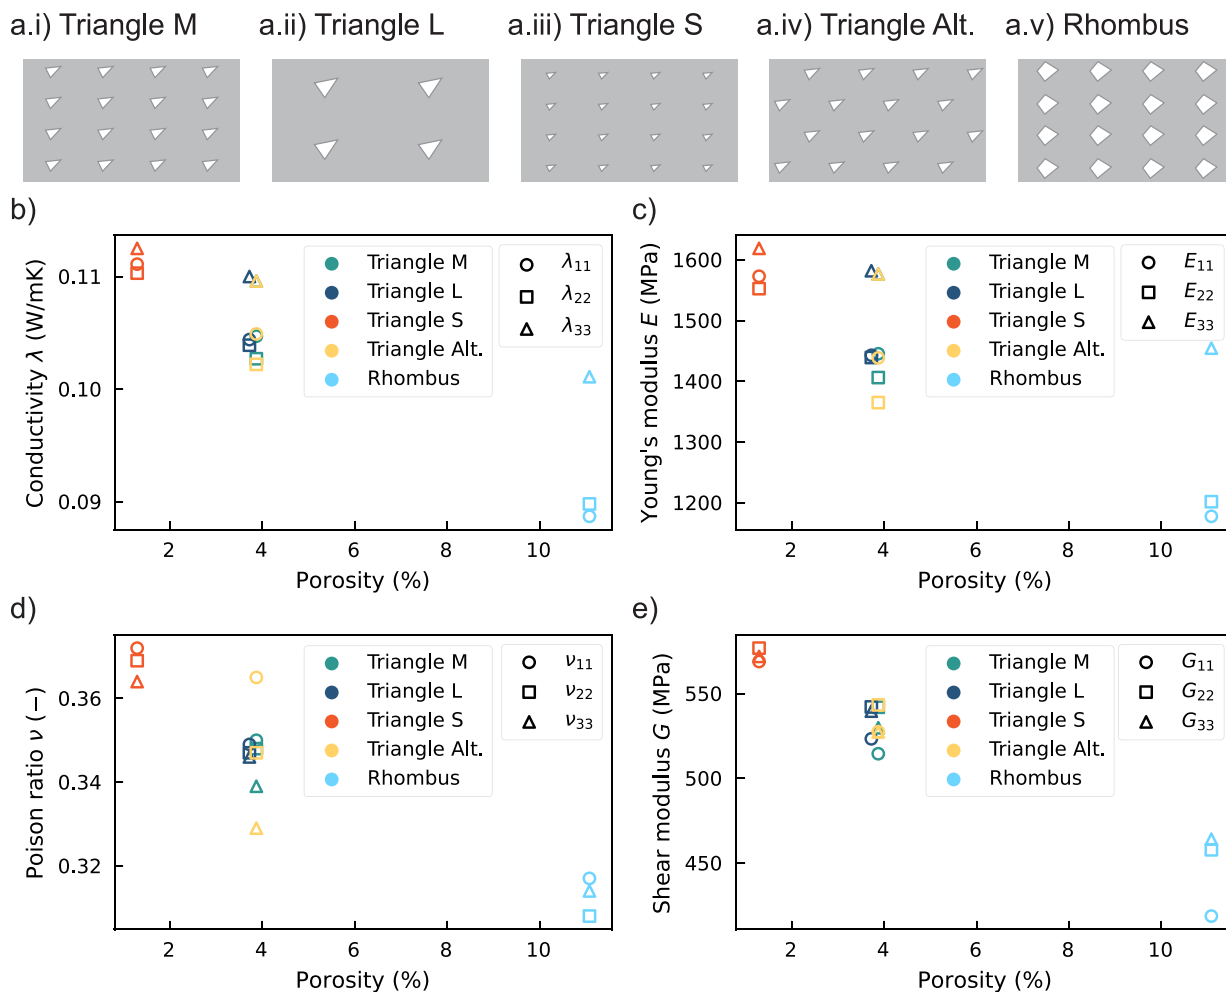 a.i) Triangle M
a.ii) Triangle L
a.iii) Triangle S
a.iv) Triangle Alt.
a.v) Rhombus
b)
Conductivity λ (W/mK)
0.11
0.10
0.09
2
4
6
8
10
Porosity (%)
Triangle M
Triangle L
Triangle S
Triangle Alt.
Rhombus
λ₁₁
λ₂₂
λ₃₃
c)
Young's modulus E (MPa)
1600
1500
1400
1300
1200
2
4
6
8
10
Porosity (%)
Triangle M
Triangle L
Triangle S
Triangle Alt.
Rhombus
E₁₁
E₂₂
E₃₃
d)
Poison ratio ν (−)
0.36
0.34
0.32
2
4
6
8
10
Porosity (%)
Triangle M
Triangle L
Triangle S
Triangle Alt.
Rhombus
ν₁₁
ν₂₂
ν₃₃
e)
Shear modulus G (MPa)
550
500
450
2
4
6
8
10
Porosity (%)
Triangle M
Triangle L
Triangle S
Triangle Alt.
Rhombus
G₁₁
G₂₂
G₃₃